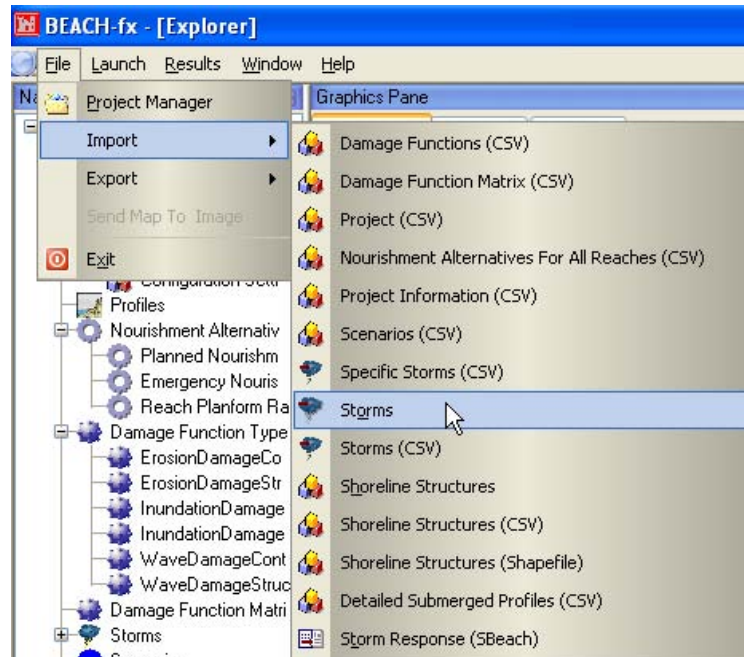 BEACH-fx - [Explorer]
File Launch Results Window Help
Na
Graphics Pane
Project Manager
Import
Export
Send Map To Image
Exit
Damage Functions (CSV)
Damage Function Matrix (CSV)
Project (CSV)
Nourishment Alternatives For All Reaches (CSV)
Project Information (CSV)
Scenarios (CSV)
Specific Storms (CSV)
Storms
Storms (CSV)
Shoreline Structures
Shoreline Structures (CSV)
Shoreline Structures (Shapefile)
Detailed Submerged Profiles (CSV)
Storm Response (SBeach)
Configuration Setti
Profiles
Nourishment Alternativ
Planned Nourishm
Emergency Nouris
Reach Planform Ra
Damage Function Type
ErosionDamageCo
ErosionDamageStr
InundationDamage
InundationDamage
WaveDamageCont
WaveDamageStruc
Damage Function Matri
Storms